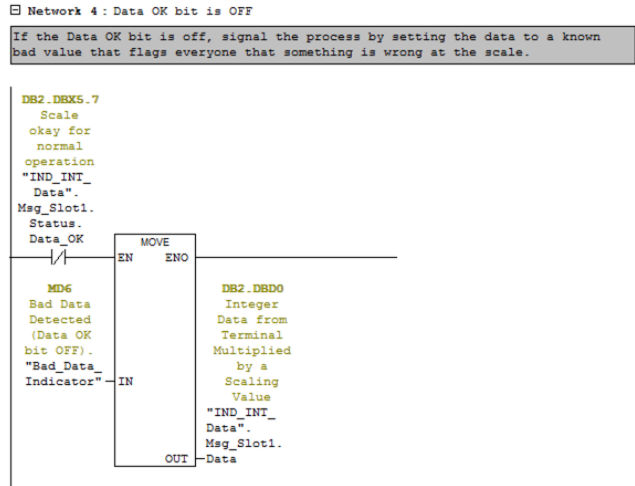 Network 4 : Data OK bit is OFF
If the Data OK bit is off, signal the process by setting the data to a known
bad value that flags everyone that something is wrong at the scale.
DB2.DBX5.7
Scale
okay for
normal
operation
"IND_INT_
Data".
Msg_Slot1.
Status.
Data_OK
MOVE
EN ENO
MD6
Bad Data
Detected
(Data OK
bit OFF).
"Bad_Data_
Indicator"
IN
DB2.DBD0
Integer
Data from
Terminal
Multiplied
by a
Scaling
Value
"IND_INT_
Data".
Msg_Slot1.
OUT Data